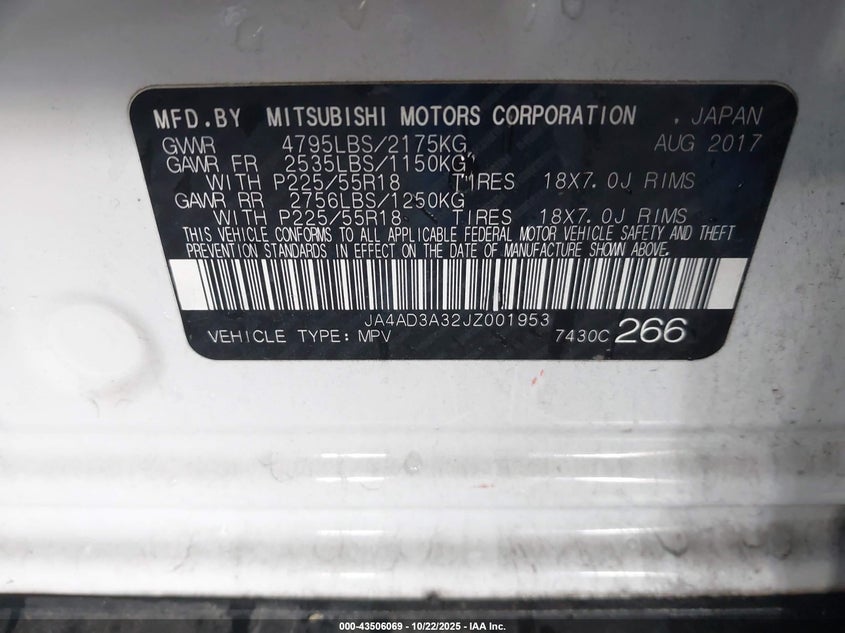 MFD.BY MITSUBISHI MOTORS CORPORATION . JAPAN
GVWR 4795LBS/2175KG AUG 2017
GAWR FR 2535LBS/1150KG
WITH P225/55R18 TIRES 18X7.0J RIMS
GAWR RR 2756LBS/1250KG
WITH P225/55R18 TIRES 18X7.0J RIMS
THIS VEHICLE CONFORMS TO ALL APPLICABLE FEDERAL MOTOR VEHICLE SAFETY AND THEFT
PREVENTION STANDARDS IN EFFECT ON THE DATE OF MANUFACTURE SHOWN ABOVE.
JA4AD3A32JZ001953
VEHICLE TYPE: MPV 7430C 266
000-43506069 - 10/22/2025 - IAA Inc.